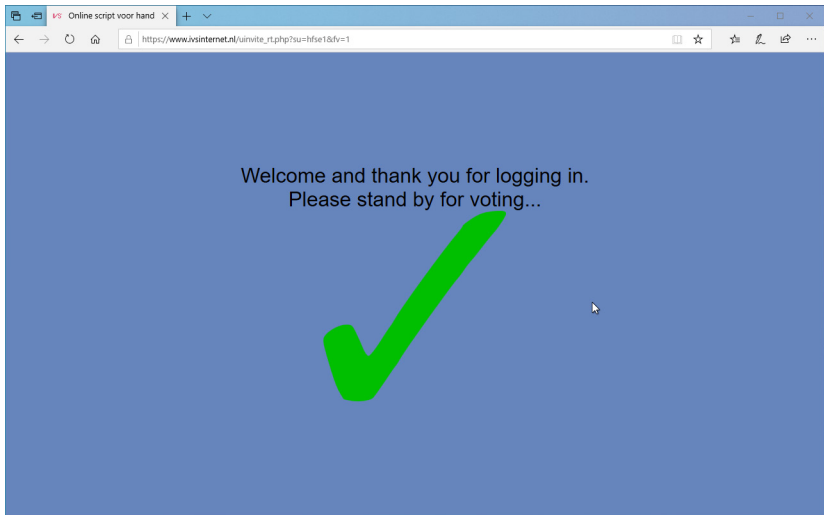 VS Online script voor hand
https://www.ivsinternet.nl/uinvite_rt.php?su=hfse1&fv=1
Welcome and thank you for logging in.
Please stand by for voting...